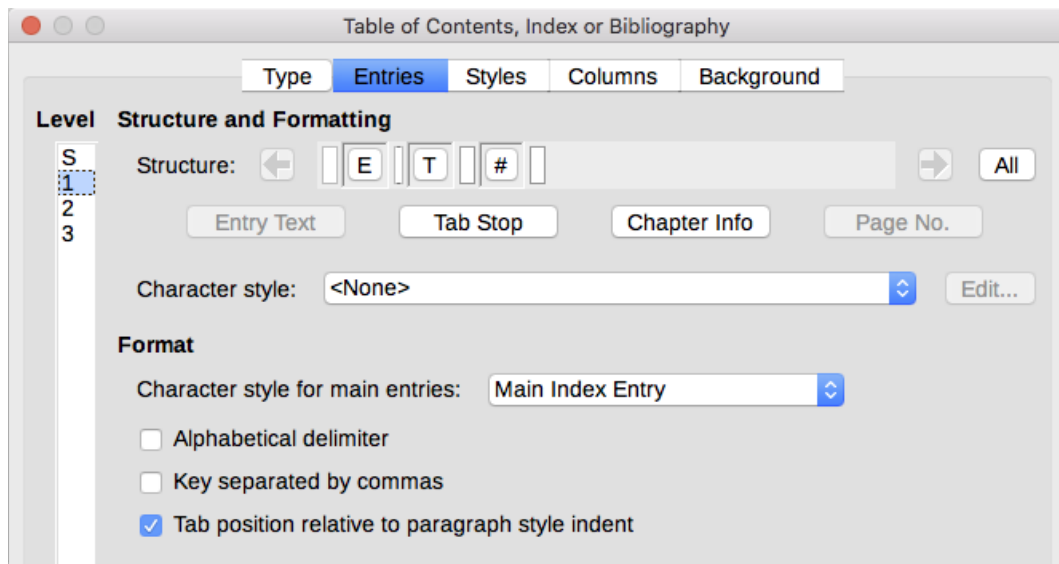 Table of Contents, Index or Bibliography
Type Entries Styles Columns Background
Level Structure and Formatting
S
1
2
3
Structure: E T # All
Entry Text Tab Stop Chapter Info Page No.
Character style: <None> Edit...
Format
Character style for main entries: Main Index Entry
Alphabetical delimiter
Key separated by commas
Tab position relative to paragraph style indent